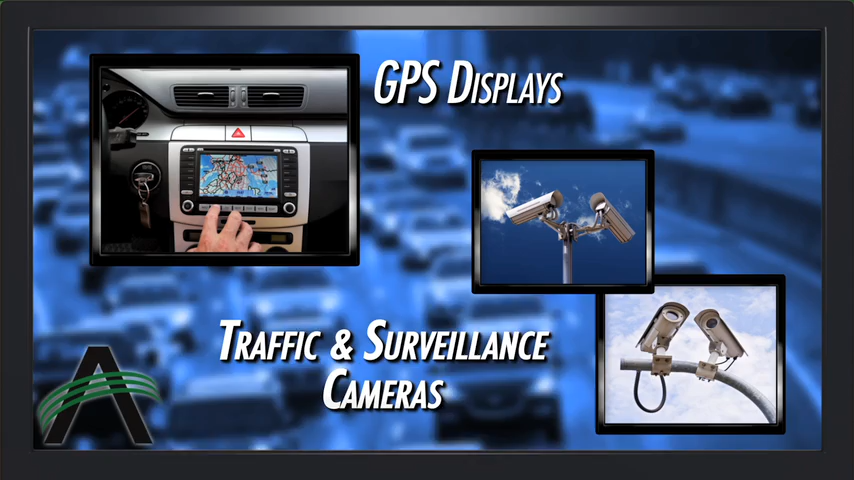 GPS DISPLAYS
TRAFFIC & SURVEILLANCE
CAMERAS